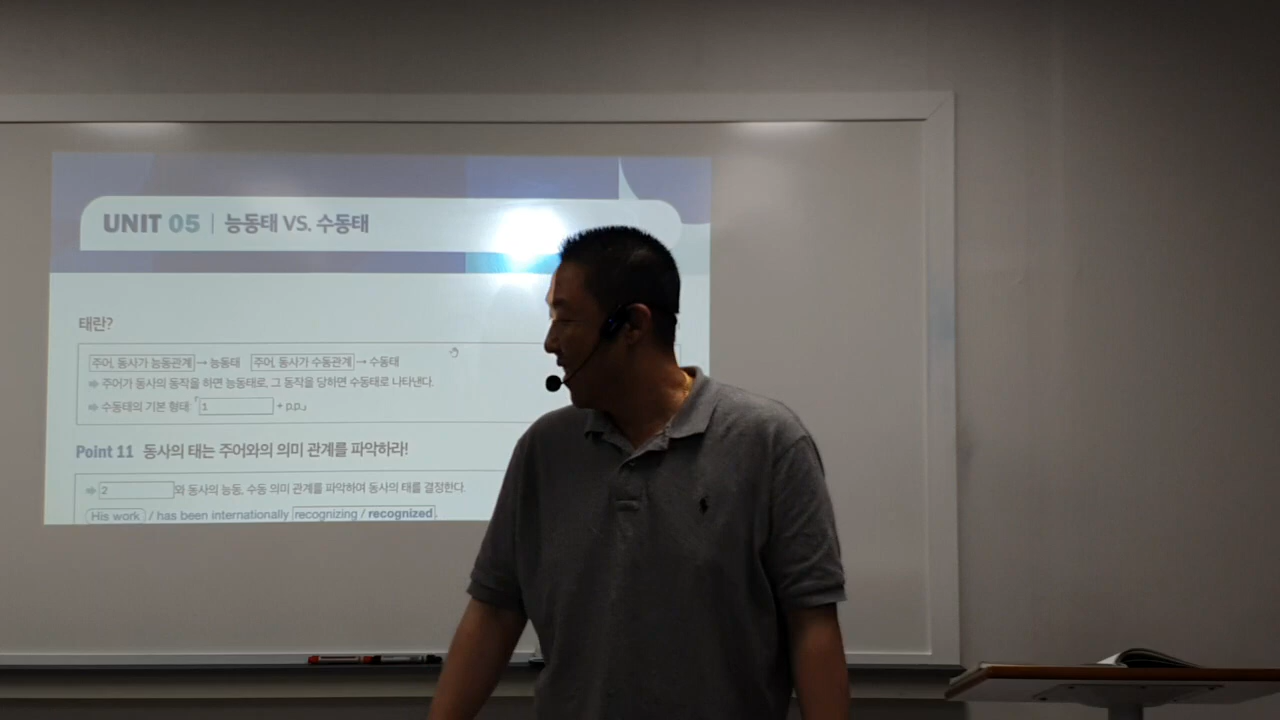 UNIT 05 | 능동태 VS. 수동태
태란?
주어, 동사가 능동관계 → 능동태 주어, 동사가 수동관계 → 수동태
⇒ 주어가 동사의 동작을 하면 능동태로, 그 동작을 당하면 수동태로 나타낸다.
⇒ 수동태의 기본 형태: 「1 + p.p.」
Point 11 동사의 태는 주어와의 의미 관계를 파악하라!
⇒ 2 와 동사의 능동, 수동 의미 관계를 파악하여 동사의 태를 결정한다.
His work / has been internationally recognizing / recognized.